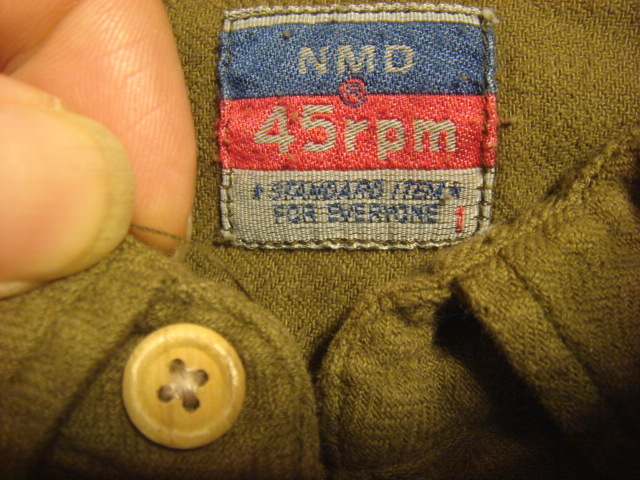 NMD
®
45rpm
STANDARD ITEM
FOR EVERYONE 1